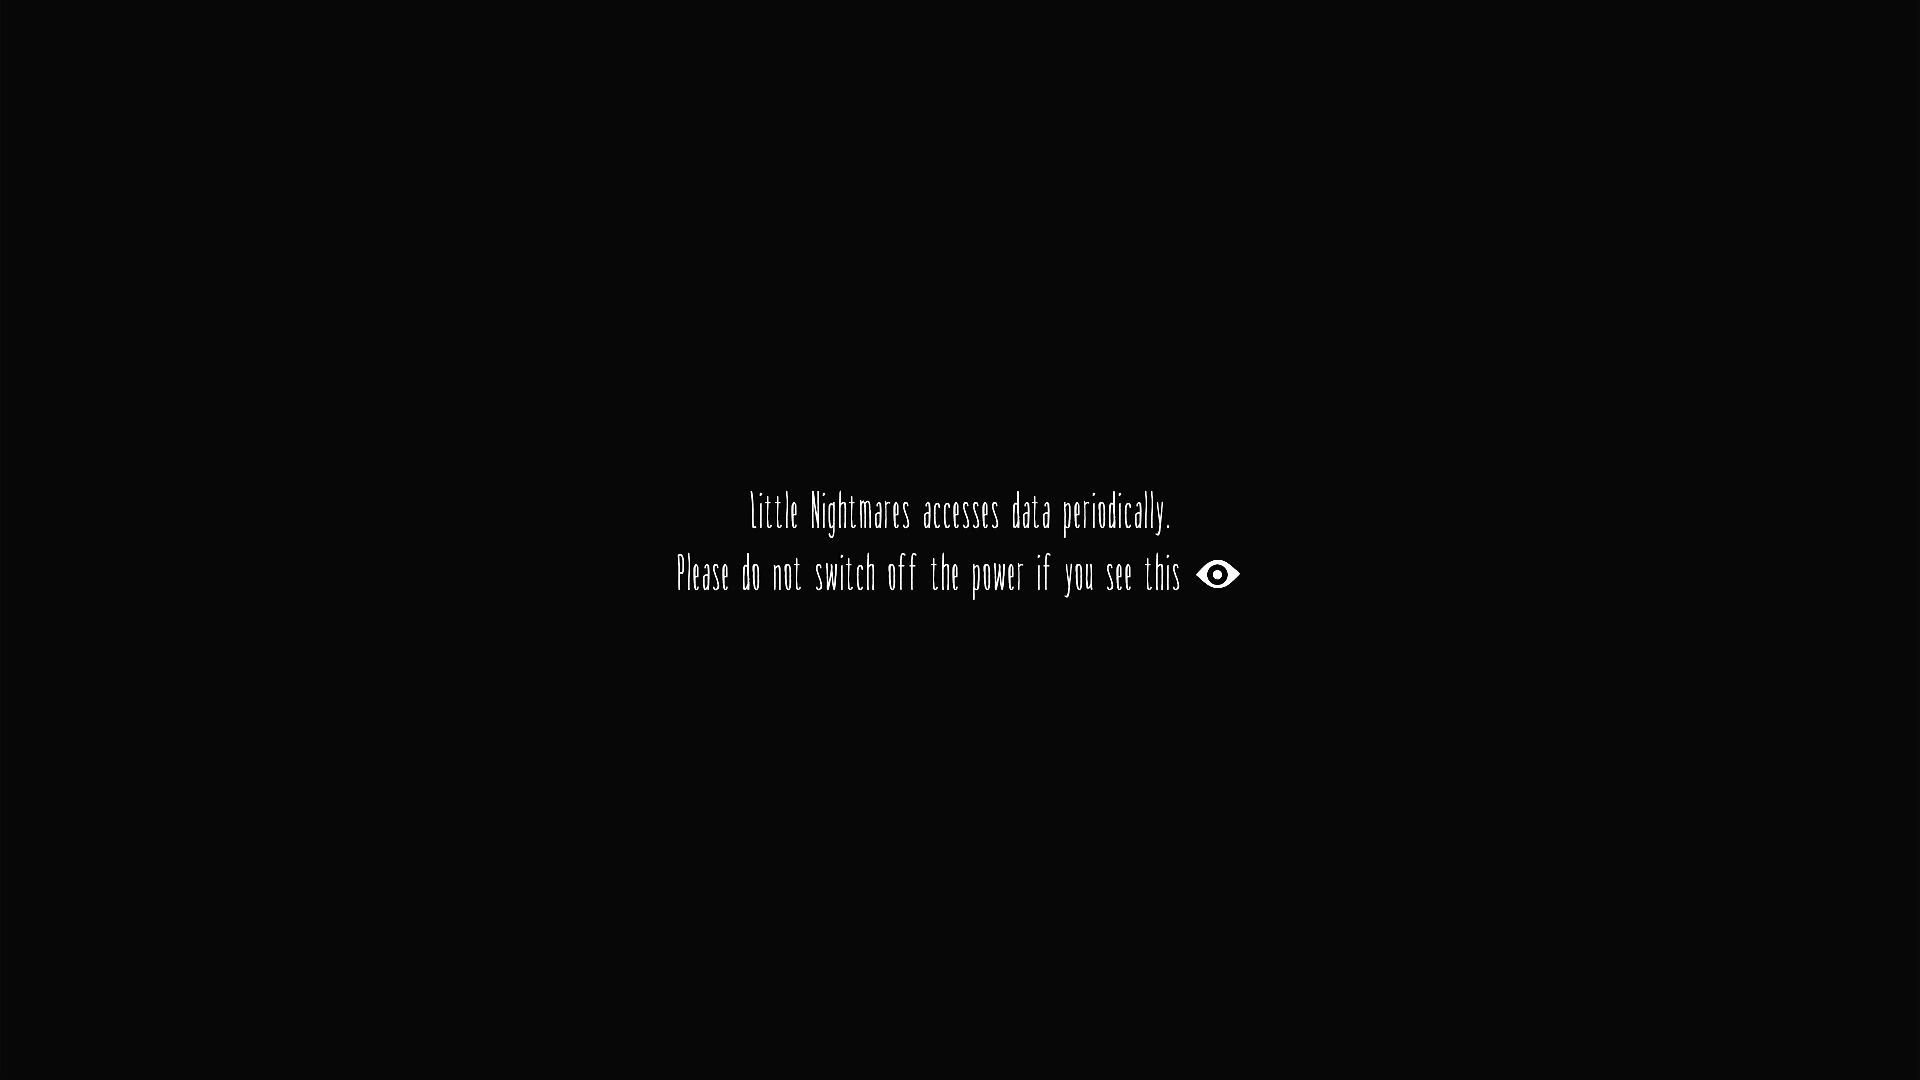 Little Nightmares accesses data periodically.
Please do not switch off the power if you see this